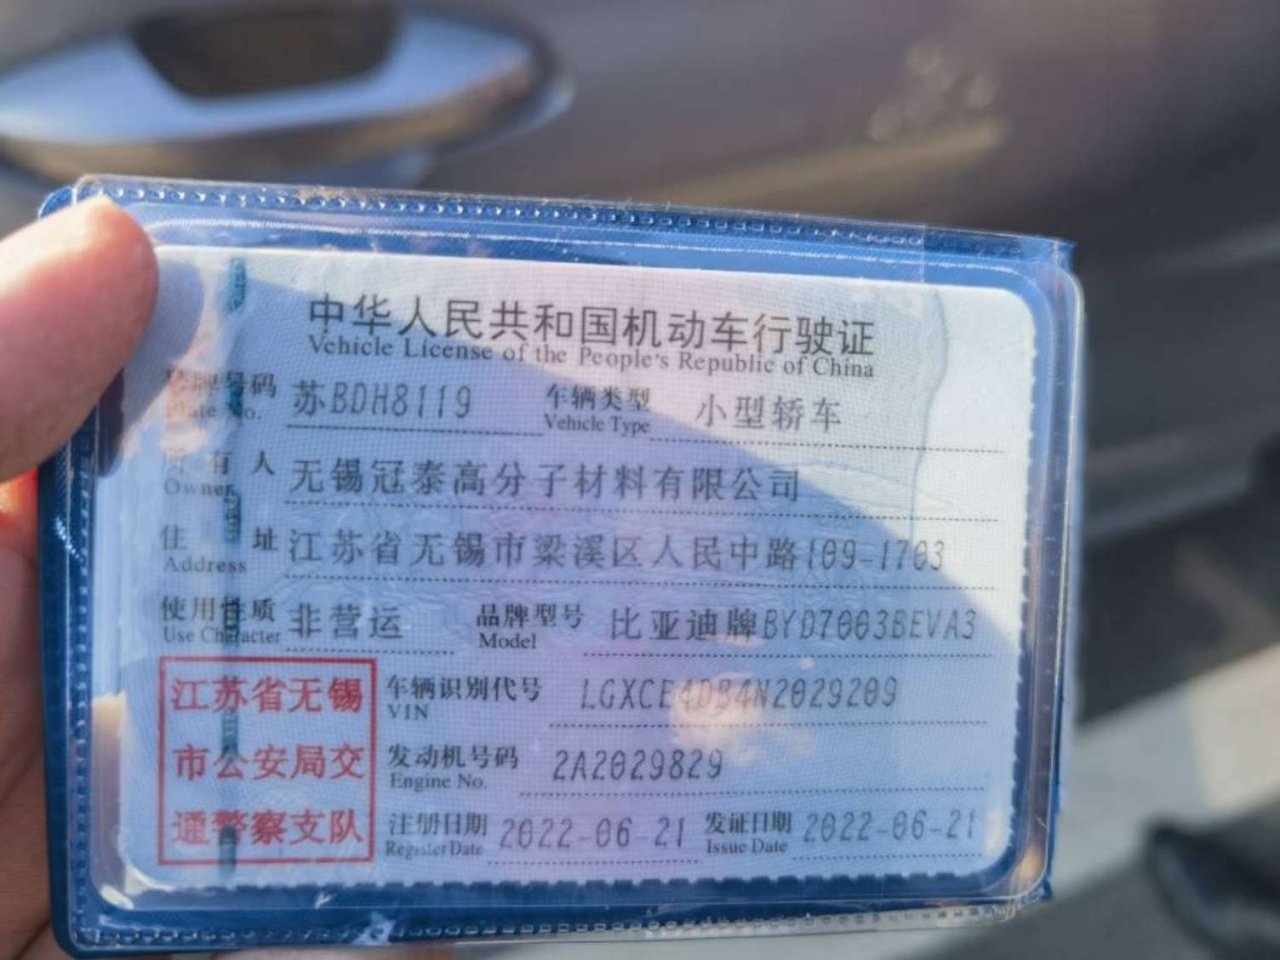 中华人民共和国机动车行驶证
Vehicle License of the People's Republic of China
号牌号码 苏BDH8119 车辆类型 小型轿车
Plate No. Vehicle Type
所有人 无锡冠泰高分子材料有限公司
Owner
住址 江苏省无锡市梁溪区人民中路109-1703
Address
使用性质 非营运 品牌型号 比亚迪牌BYD7003BEVA3
Use Character Model
江苏省无锡
市公安局交
通警察支队
车辆识别代号 LGXCE4DB4N2029209
VIN
发动机号码 2A2029829
Engine No.
注册日期 2022-06-21 发证日期 2022-06-21
Register Date Issue Date